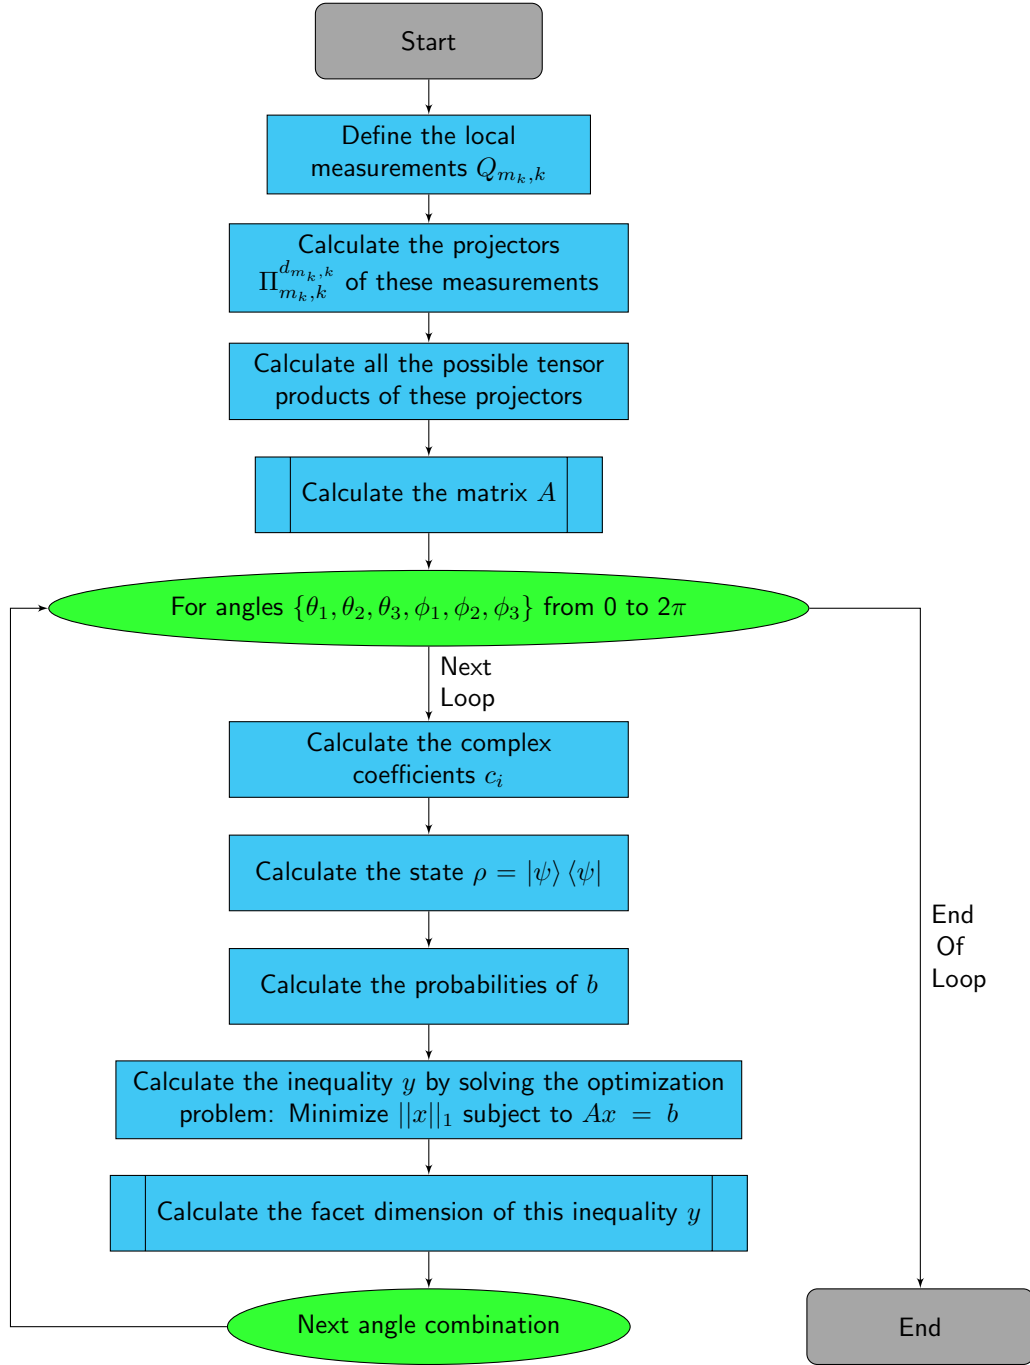 Start
Define the local
measurements $Q_{m_k,k}$
Calculate the projectors
$\Pi_{m_k,k}^{d_{m_k,k}}$ of these measurements
Calculate all the possible tensor
products of these projectors
Calculate the matrix $A$
For angles $\{\theta_1, \theta_2, \theta_3, \phi_1, \phi_2, \phi_3\}$ from 0 to $2\pi$
Next
Loop
Calculate the complex
coefficients $c_i$
Calculate the state $\rho = |\psi\rangle \langle\psi|$
End
Of
Loop
Calculate the probabilities of $b$
Calculate the inequality $y$ by solving the optimization
problem: Minimize $||x||_1$ subject to $Ax = b$
Calculate the facet dimension of this inequality $y$
Next angle combination
End